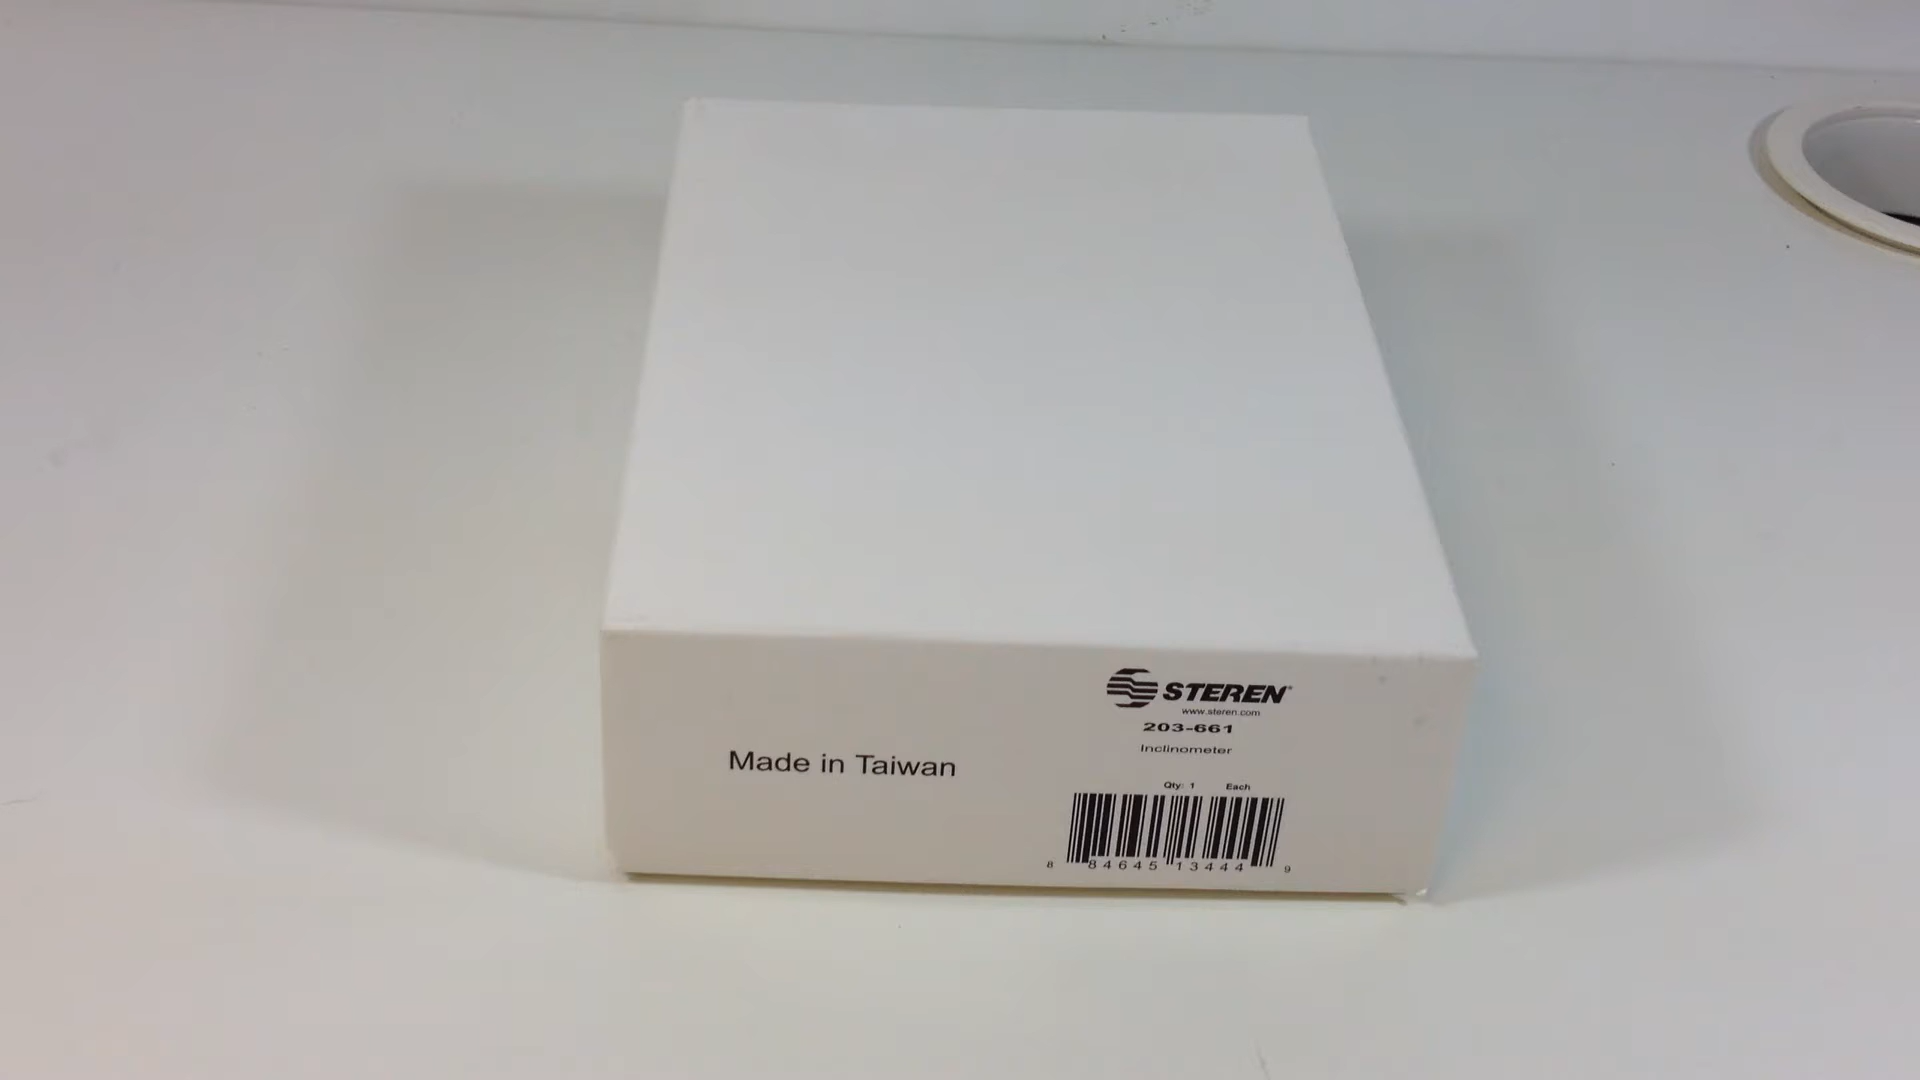 STEREN®
www.steren.com
203-661
Inclinometer
Made in Taiwan
Qty: 1 Each
8 84645 13444 9